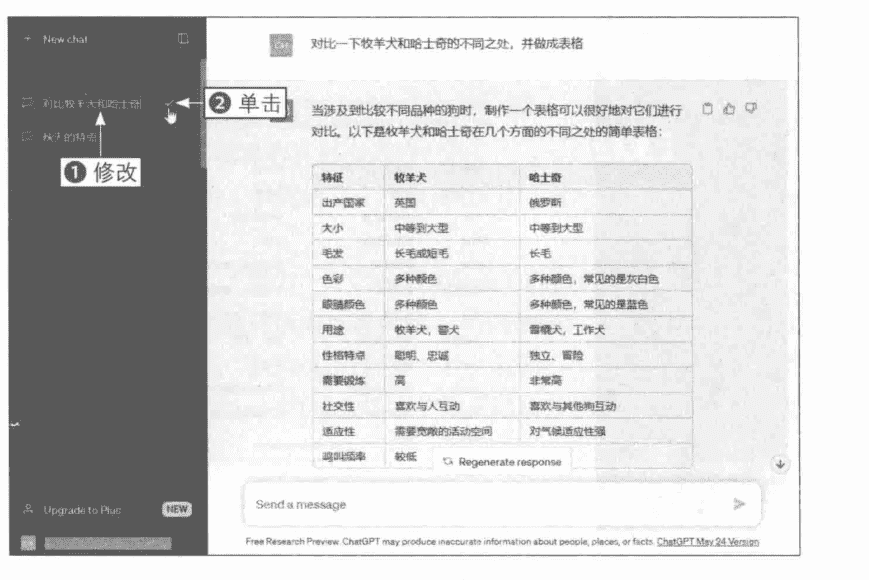 New chat
对比牧羊犬和哈士奇
❷ 单击
的特点
❶ 修改
Upgrade to Plus
NEW
对比一下牧羊犬和哈士奇的不同之处，并做成表格
当涉及到比较不同品种的狗时，制作一个表格可以很好地对它们进行
对比。以下是牧羊犬和哈士奇在几个方面的不同之处的简单表格：
特征 牧羊犬 哈士奇
出产国家 英国 俄罗斯
大小 中等到大型 中等到大型
毛发 长毛或短毛 长毛
色彩 多种颜色 多种颜色，常见的是灰白色
眼睛颜色 多种颜色 多种颜色，常见的是蓝色
用途 牧羊犬，警犬 雪橇犬，工作犬
性格特点 聪明、忠诚 独立、冒险
需要锻炼 高 非常高
社交性 喜欢与人互动 喜欢与其他狗互动
适应性 需要宽敞的活动空间 对气候适应性强
鸣叫频率 较低
Regenerate response
Send a message
Free Research Preview. ChatGPT may produce inaccurate information about people, places, or facts. ChatGPT May 24 Version